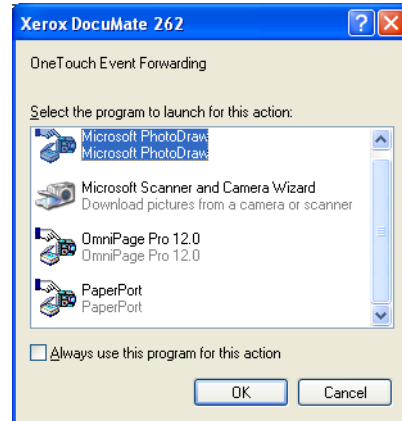 Xerox DocuMate 262
OneTouch Event Forwarding
Select the program to launch for this action:
Microsoft PhotoDraw
Microsoft PhotoDraw
Microsoft Scanner and Camera Wizard
Download pictures from a camera or scanner
OmniPage Pro 12.0
OmniPage Pro 12.0
PaperPort
PaperPort
Always use this program for this action
OK Cancel